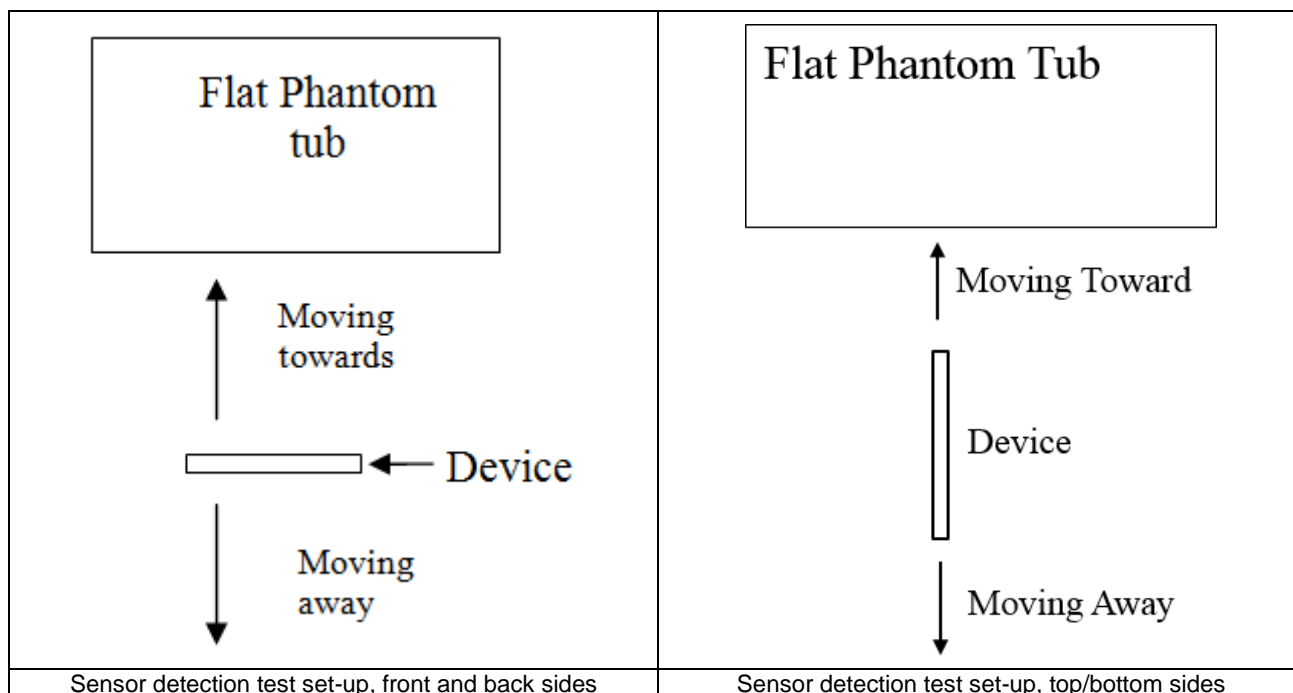 Flat Phantom
tub
Moving
towards
Device
Moving
away
Sensor detection test set-up, front and back sides
Flat Phantom Tub
Moving Toward
Device
Moving Away
Sensor detection test set-up, top/bottom sides